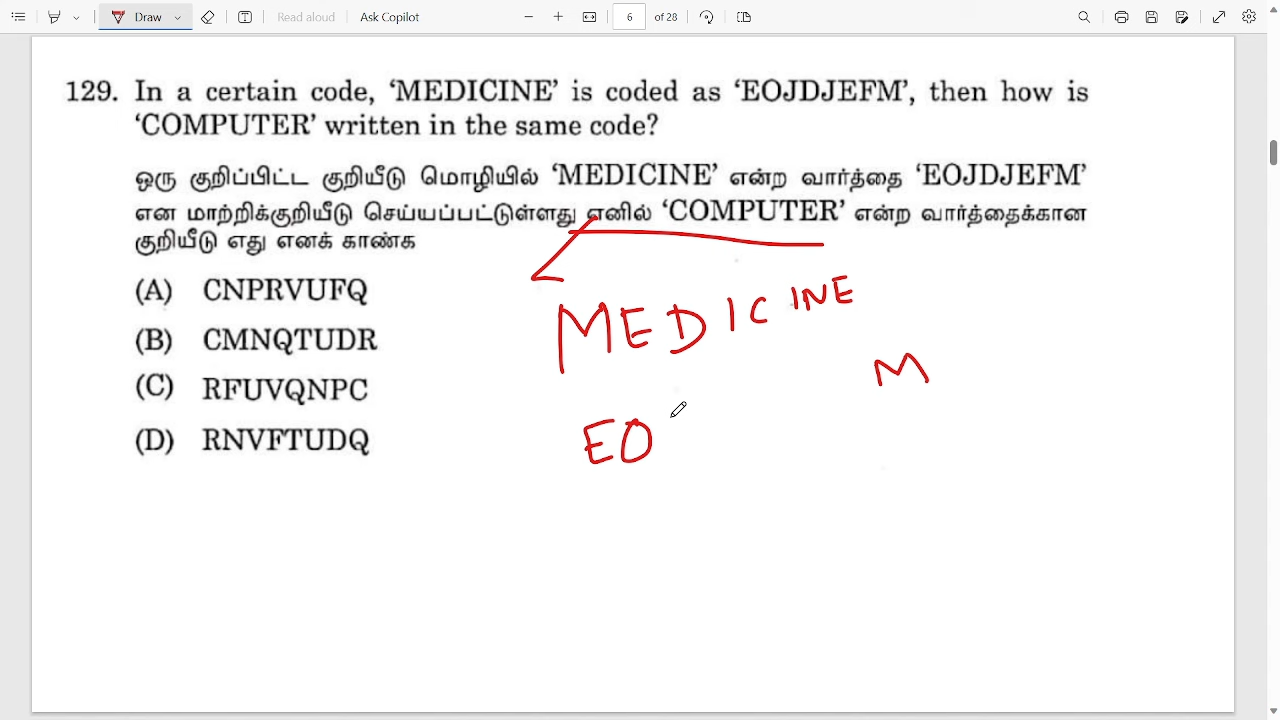 Draw
Read aloud
Ask Copilot
6
of 28
129. In a certain code, ‘MEDICINE’ is coded as ‘EOJDJEFM’, then how is
‘COMPUTER’ written in the same code?
ஒரு குறிப்பிட்ட குறியீடு மொழியில் ‘MEDICINE’ என்ற வார்த்தை ‘EOJDJEFM’
என மாற்றிக்குறியீடு செய்யப்பட்டுள்ளது எனில் ‘COMPUTER’ என்ற வார்த்தைக்கான
குறியீடு எது எனக் காண்க
(A) CNPRVUFQ
(B) CMNQTUDR
(C) RFUVQNPC
(D) RNVFTUDQ
MEDICINE
M
EO